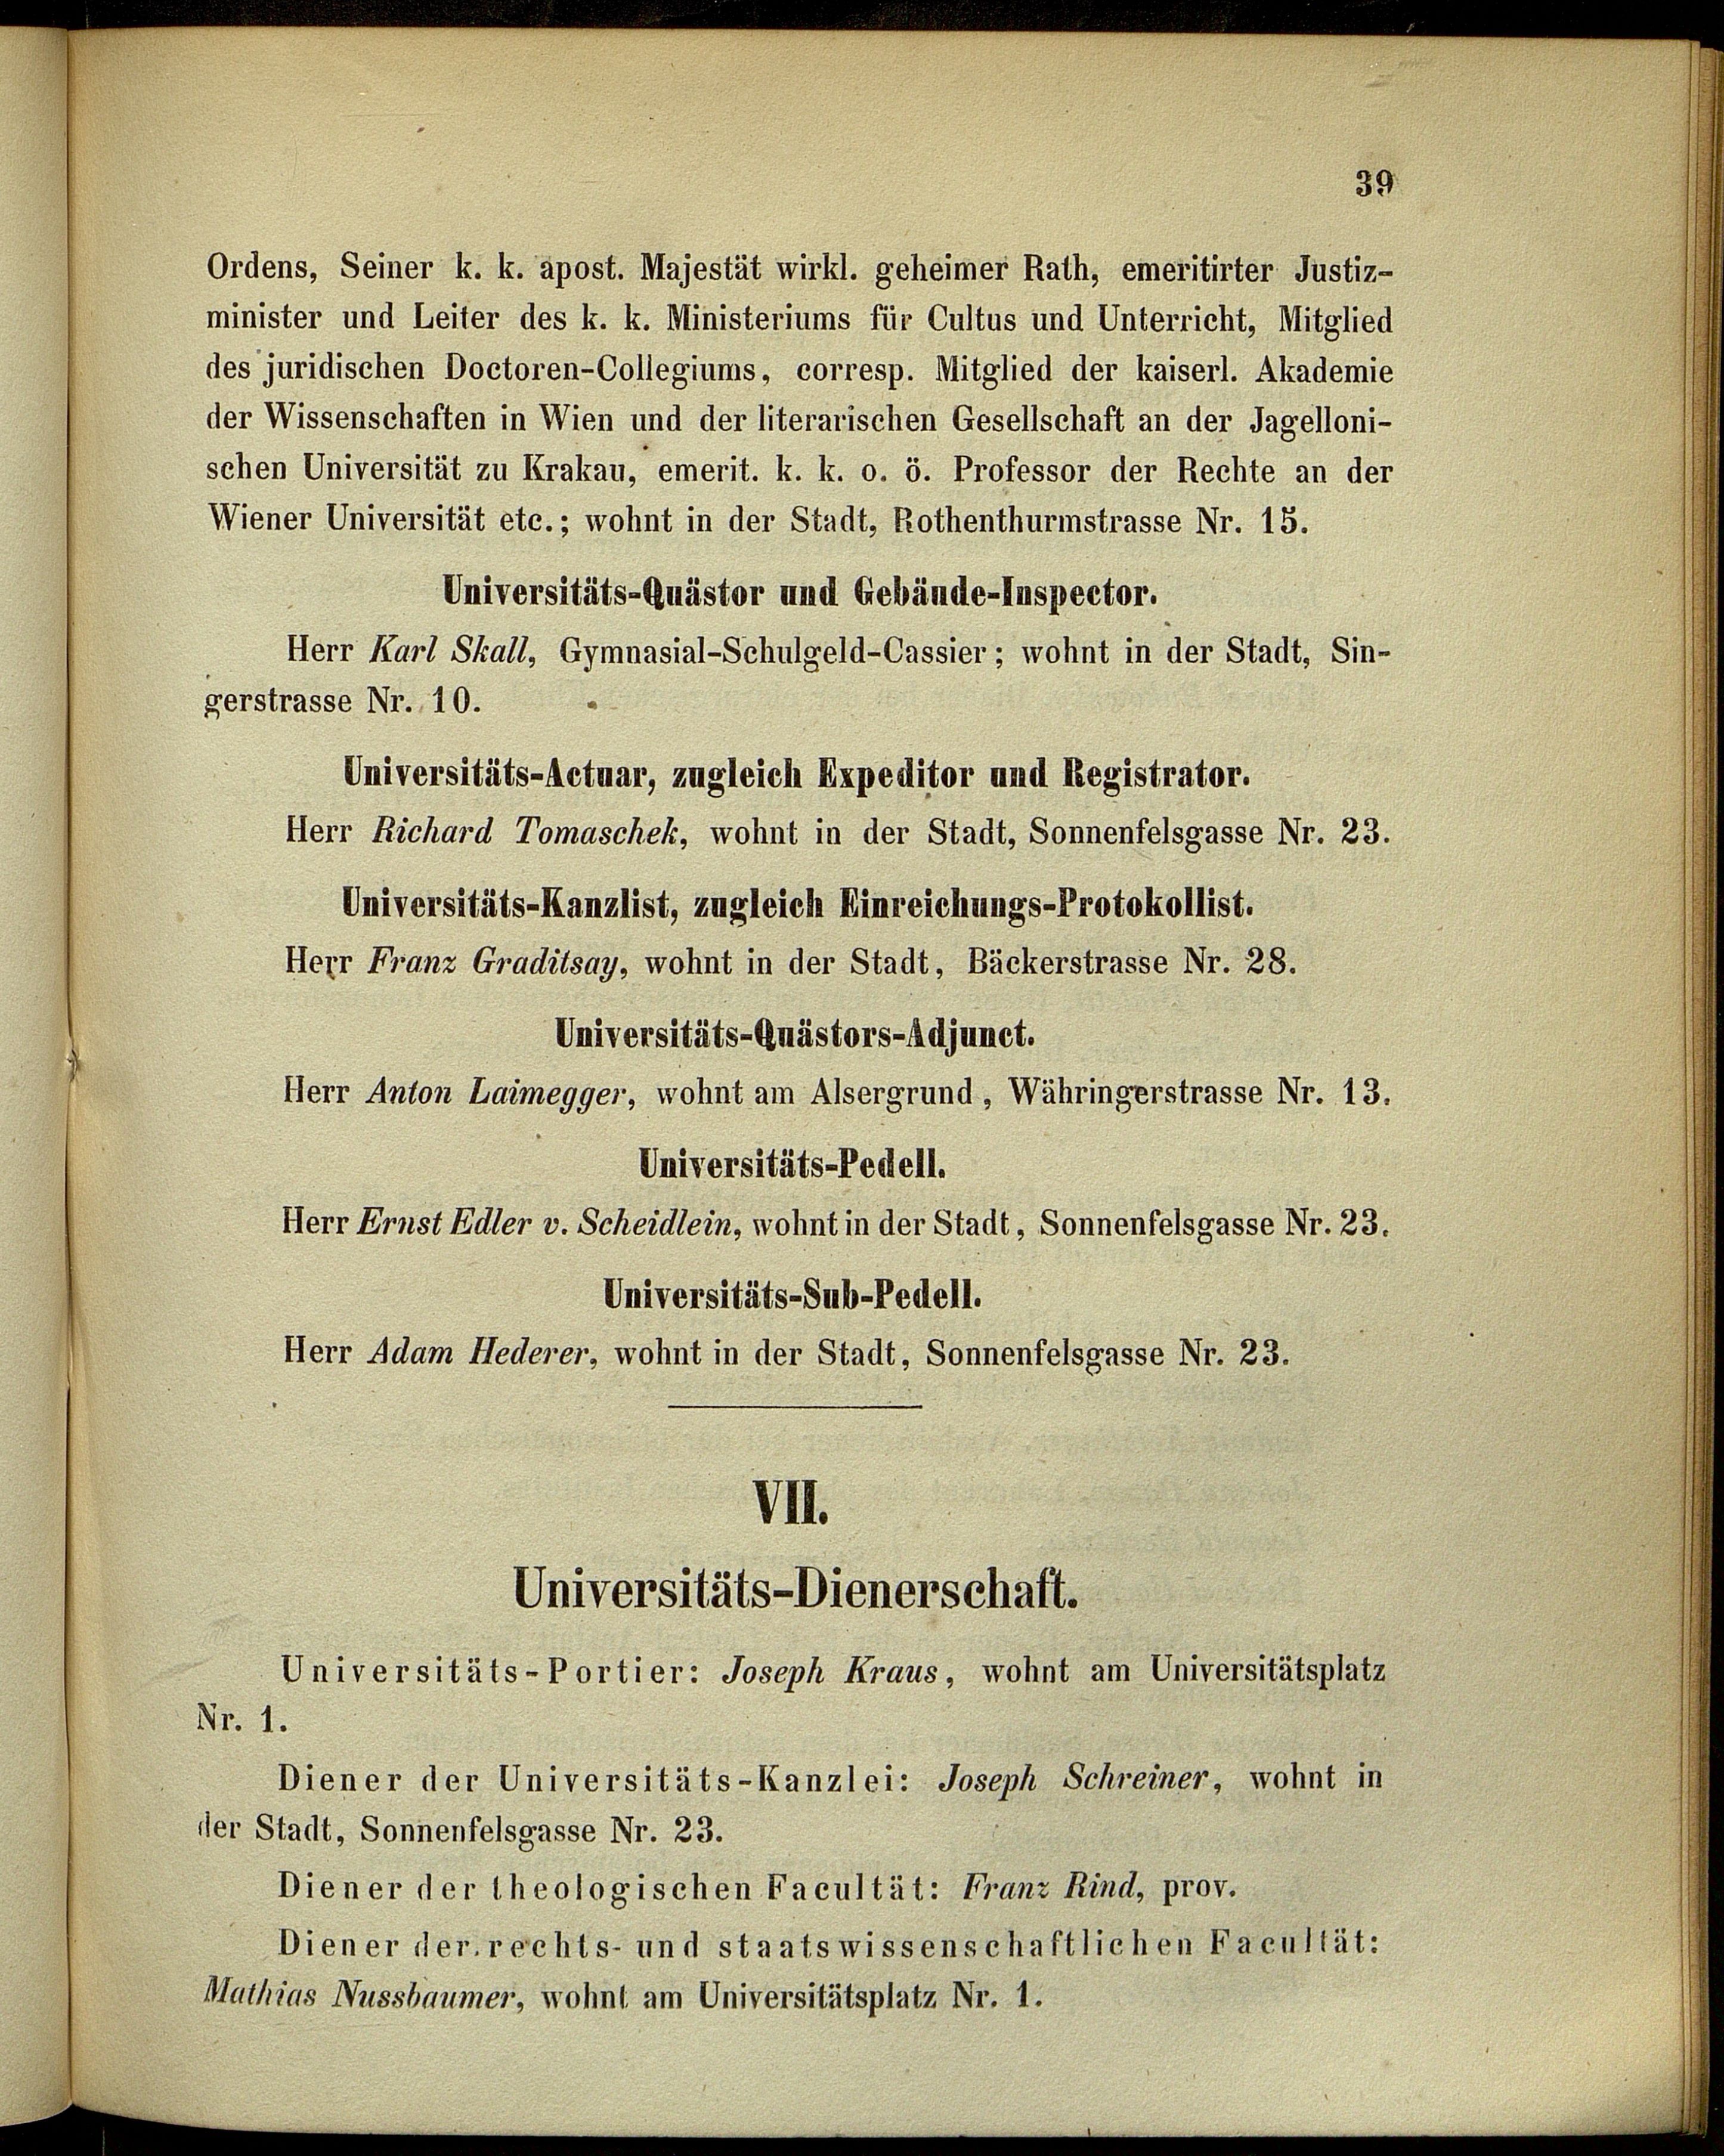 39
Ordens, Seiner k. k. apost. Majestät wirkl. geheimer Rath, emeritirter Justiz-
minister und Leiter des k. k. Ministeriums für Cultus und Unterricht, Mitglied
des juridischen Doctoren-Collegiums, corresp. Mitglied der kaiserl. Akademie
der Wissenschaften in Wien und der literarischen Gesellschaft an der Jagelloni-
schen Universität zu Krakau, emerit. k. k. o. ö. Professor der Rechte an der
Wiener Universität etc.; wohnt in der Stadt, Rothenthurmstrasse Nr. 15.
Universitäts-Quästor und Gebäude-Inspector.
Herr Karl Skall, Gymnasial-Schulgeld-Cassier; wohnt in der Stadt, Sin-
gerstrasse Nr. 10.
Universitäts-Actuar, zugleich Expeditor und Registrator.
Herr Richard Tomaschek, wohnt in der Stadt, Sonnenfelsgasse Nr. 23.
Universitäts-Kanzlist, zugleich Einreichungs-Protokollist.
Herr Franz Graditsay, wohnt in der Stadt, Bäckerstrasse Nr. 28.
Universitäts-Quästors-Adjunct.
Herr Anton Laimegger, wohnt am Alsergrund, Währingerstrasse Nr. 13.
Universitäts-Pedell.
Herr Ernst Edler v. Scheidlein, wohnt in der Stadt, Sonnenfelsgasse Nr. 23.
Universitäts-Sub-Pedell.
Herr Adam Hederer, wohnt in der Stadt, Sonnenfelsgasse Nr. 23.
VII.
Universitäts-Dienerschaft.
Universitäts-Portier: Joseph Kraus, wohnt am Universitätsplatz
Nr. 1.
Diener der Universitäts-Kanzlei: Joseph Schreiner, wohnt in
der Stadt, Sonnenfelsgasse Nr. 23.
Diener der theologischen Facultät: Franz Rind, prov.
Diener der rechts- und staatswissenschaftlichen Facultät:
Mathias Nussbaumer, wohnt am Universitätsplatz Nr. 1.